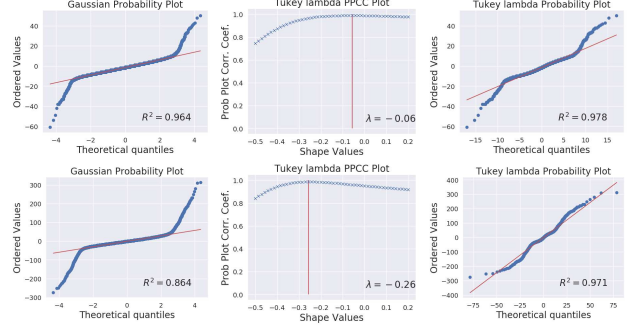 Gaussian Probability Plot
Ordered Values
40
20
0
−20
−40
−60
R² = 0.964
−4 −2 0 2 4
Theoretical quantiles
Tukey lambda PPCC Plot
Prob Plot Corr. Coef.
1.0
0.8
0.6
0.4
0.2
0.0
λ = −0.06
−0.5 −0.4 −0.3 −0.2 −0.1 0.0 0.1 0.2
Shape Values
Tukey lambda Probability Plot
Ordered Values
40
20
0
−20
−40
−60
R² = 0.978
−15 −10 −5 0 5 10 15
Theoretical quantiles
Gaussian Probability Plot
Ordered Values
300
200
100
0
−100
−200
−300
R² = 0.864
−4 −2 0 2 4
Theoretical quantiles
Tukey lambda PPCC Plot
Prob Plot Corr. Coef.
1.0
0.8
0.6
0.4
0.2
0.0
λ = −0.26
−0.5 −0.4 −0.3 −0.2 −0.1 0.0 0.1 0.2
Shape Values
Tukey lambda Probability Plot
Ordered Values
400
300
200
100
0
−100
−200
−300
−400
R² = 0.971
−75 −50 −25 0 25 50 75
Theoretical quantiles